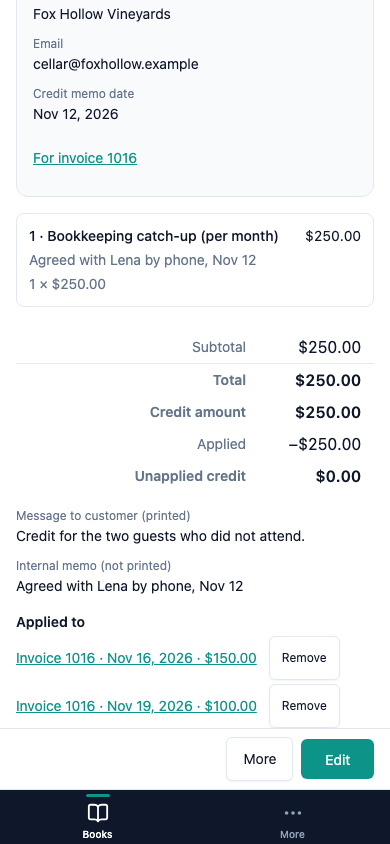 Fox Hollow Vineyards
Email
cellar@foxhollow.example
Credit memo date
Nov 12, 2026
For invoice 1016
1 · Bookkeeping catch-up (per month) $250.00
Agreed with Lena by phone, Nov 12
1 × $250.00
Subtotal $250.00
Total $250.00
Credit amount $250.00
Applied –$250.00
Unapplied credit $0.00
Message to customer (printed)
Credit for the two guests who did not attend.
Internal memo (not printed)
Agreed with Lena by phone, Nov 12
Applied to
Invoice 1016 · Nov 16, 2026 · $150.00 Remove
Invoice 1016 · Nov 19, 2026 · $100.00 Remove
More Edit
Books More